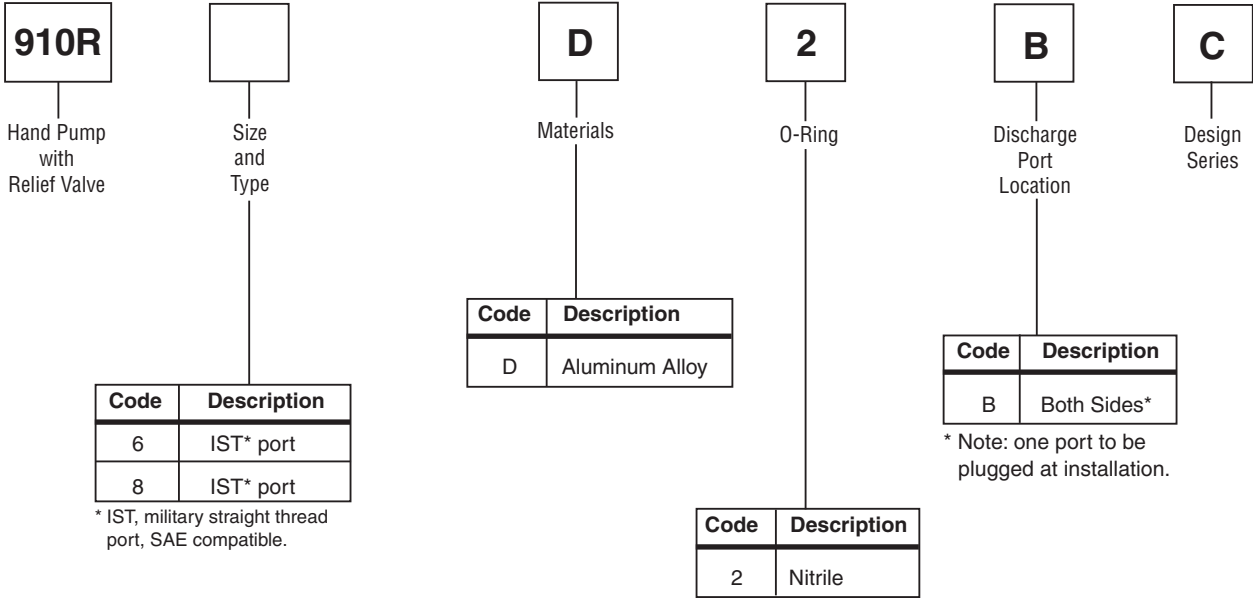 910R
D
2
B
C
Hand Pump
with
Relief Valve
Size
and
Type
Materials
O-Ring
Discharge
Port
Location
Design
Series
Code Description
D Aluminum Alloy
Code Description
B Both Sides*
* Note: one port to be
plugged at installation.
Code Description
6 IST* port
8 IST* port
* IST, military straight thread
port, SAE compatible.
Code Description
2 Nitrile